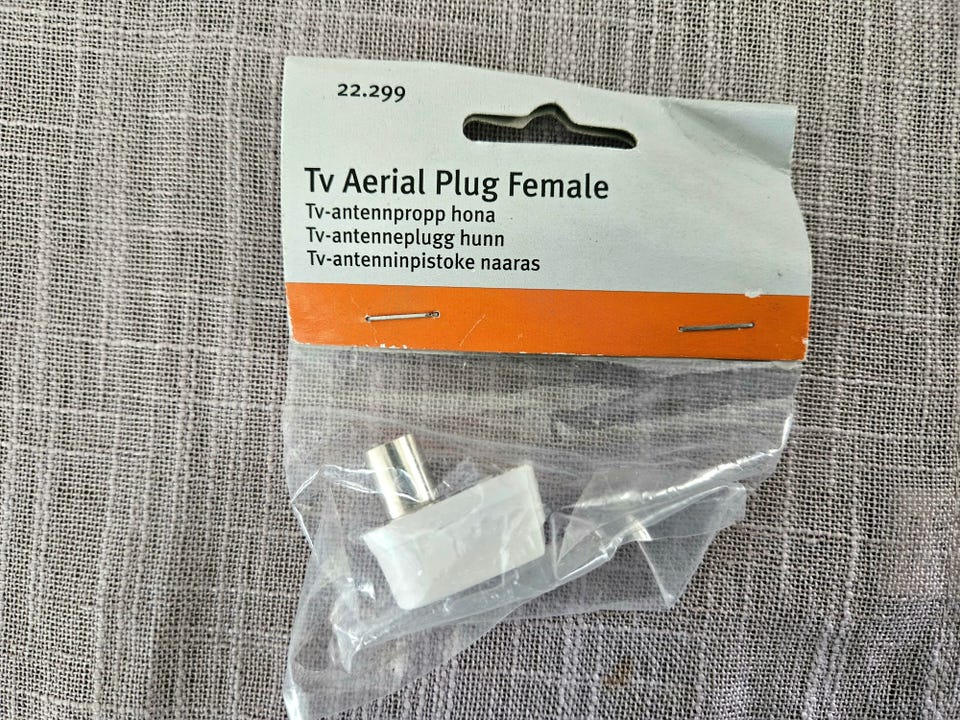 22.299
Tv Aerial Plug Female
Tv-antennpropp hona
Tv-antenneplugg hunn
Tv-antenninpistoke naaras